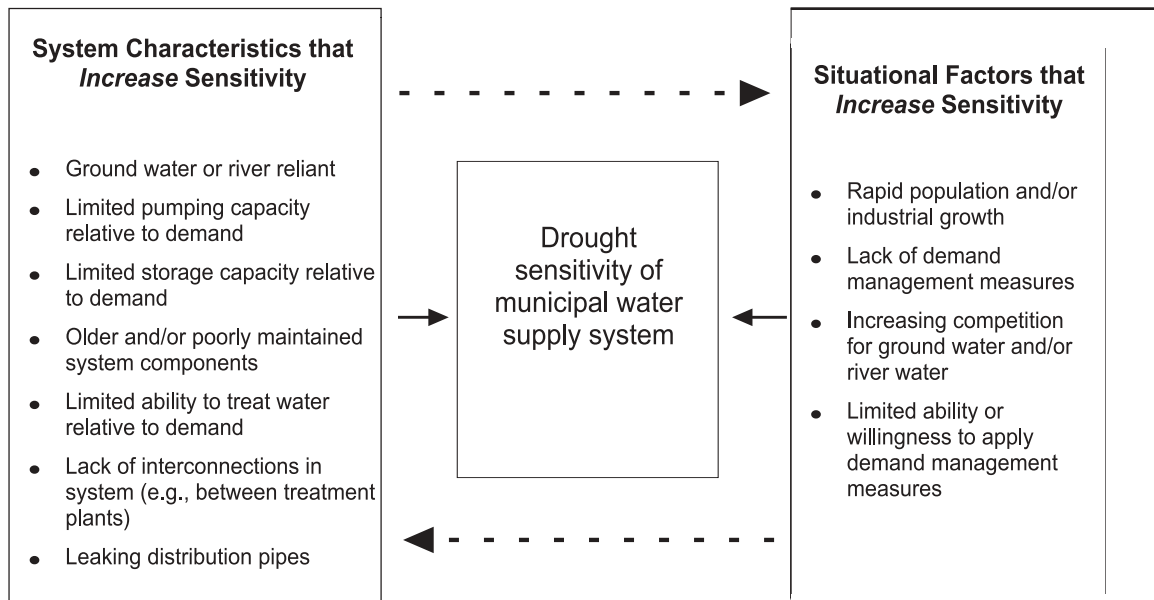 System Characteristics that
Increase Sensitivity
● Ground water or river reliant
● Limited pumping capacity
relative to demand
● Limited storage capacity relative
to demand
● Older and/or poorly maintained
system components
● Limited ability to treat water
relative to demand
● Lack of interconnections in
system (e.g., between treatment
plants)
● Leaking distribution pipes
Drought
sensitivity of
municipal water
supply system
Situational Factors that
Increase Sensitivity
● Rapid population and/or
industrial growth
● Lack of demand
management measures
● Increasing competition
for ground water and/or
river water
● Limited ability or
willingness to apply
demand management
measures